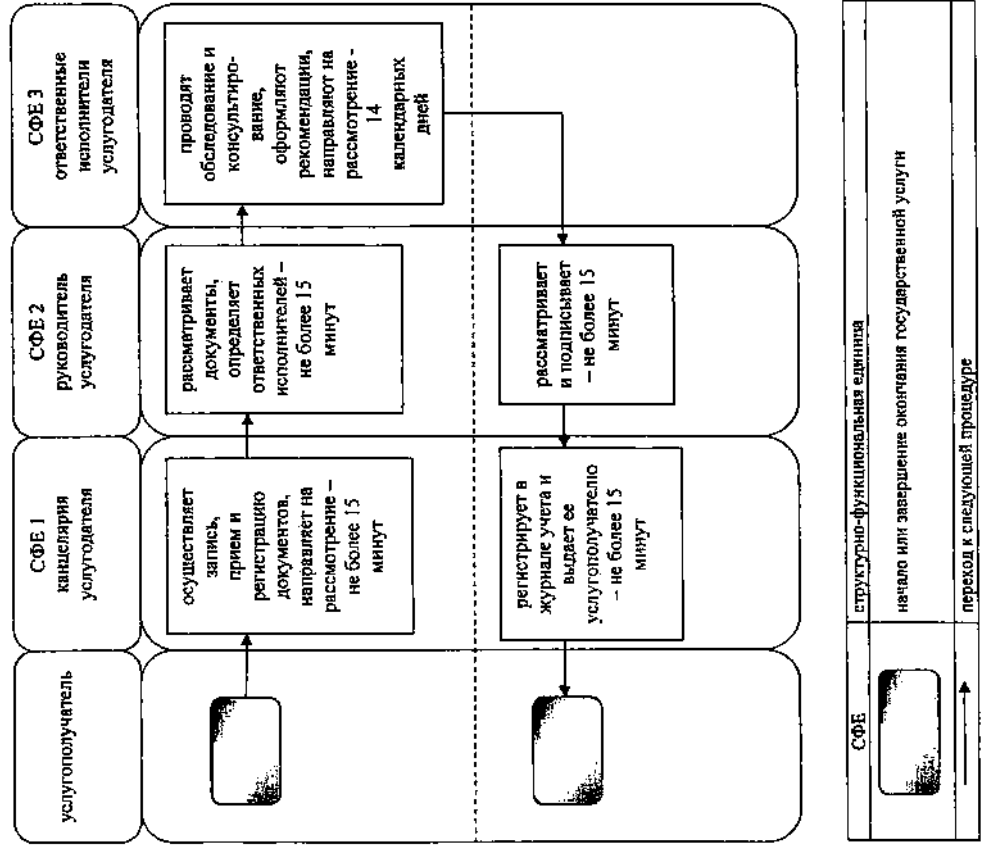 услугополучатель
СФЕ 1
канцелярия
услугодателя
СФЕ 2
руководитель
услугодателя
СФЕ 3
ответственные
исполнители
услугодателя
осуществляет
запись,
прием и
регистрацию
документов,
направляет на
рассмотрение –
не более 15
минут
рассматривает
документы,
определяет
ответственных
исполнителей –
не более 15
минут
проводят
обследование и
консультиро-
вание,
оформляют
рекомендации,
направляют на
рассмотрение -
14
календарных
дней
рассматривает
и подписывает
– не более 15
минут
регистрирует в
журнале учета и
выдает ее
услугополучателю
– не более 15
минут
СФЕ
структурно-функциональная единица
начало или завершение окончания государственной услуги
переход к следующей процедуре